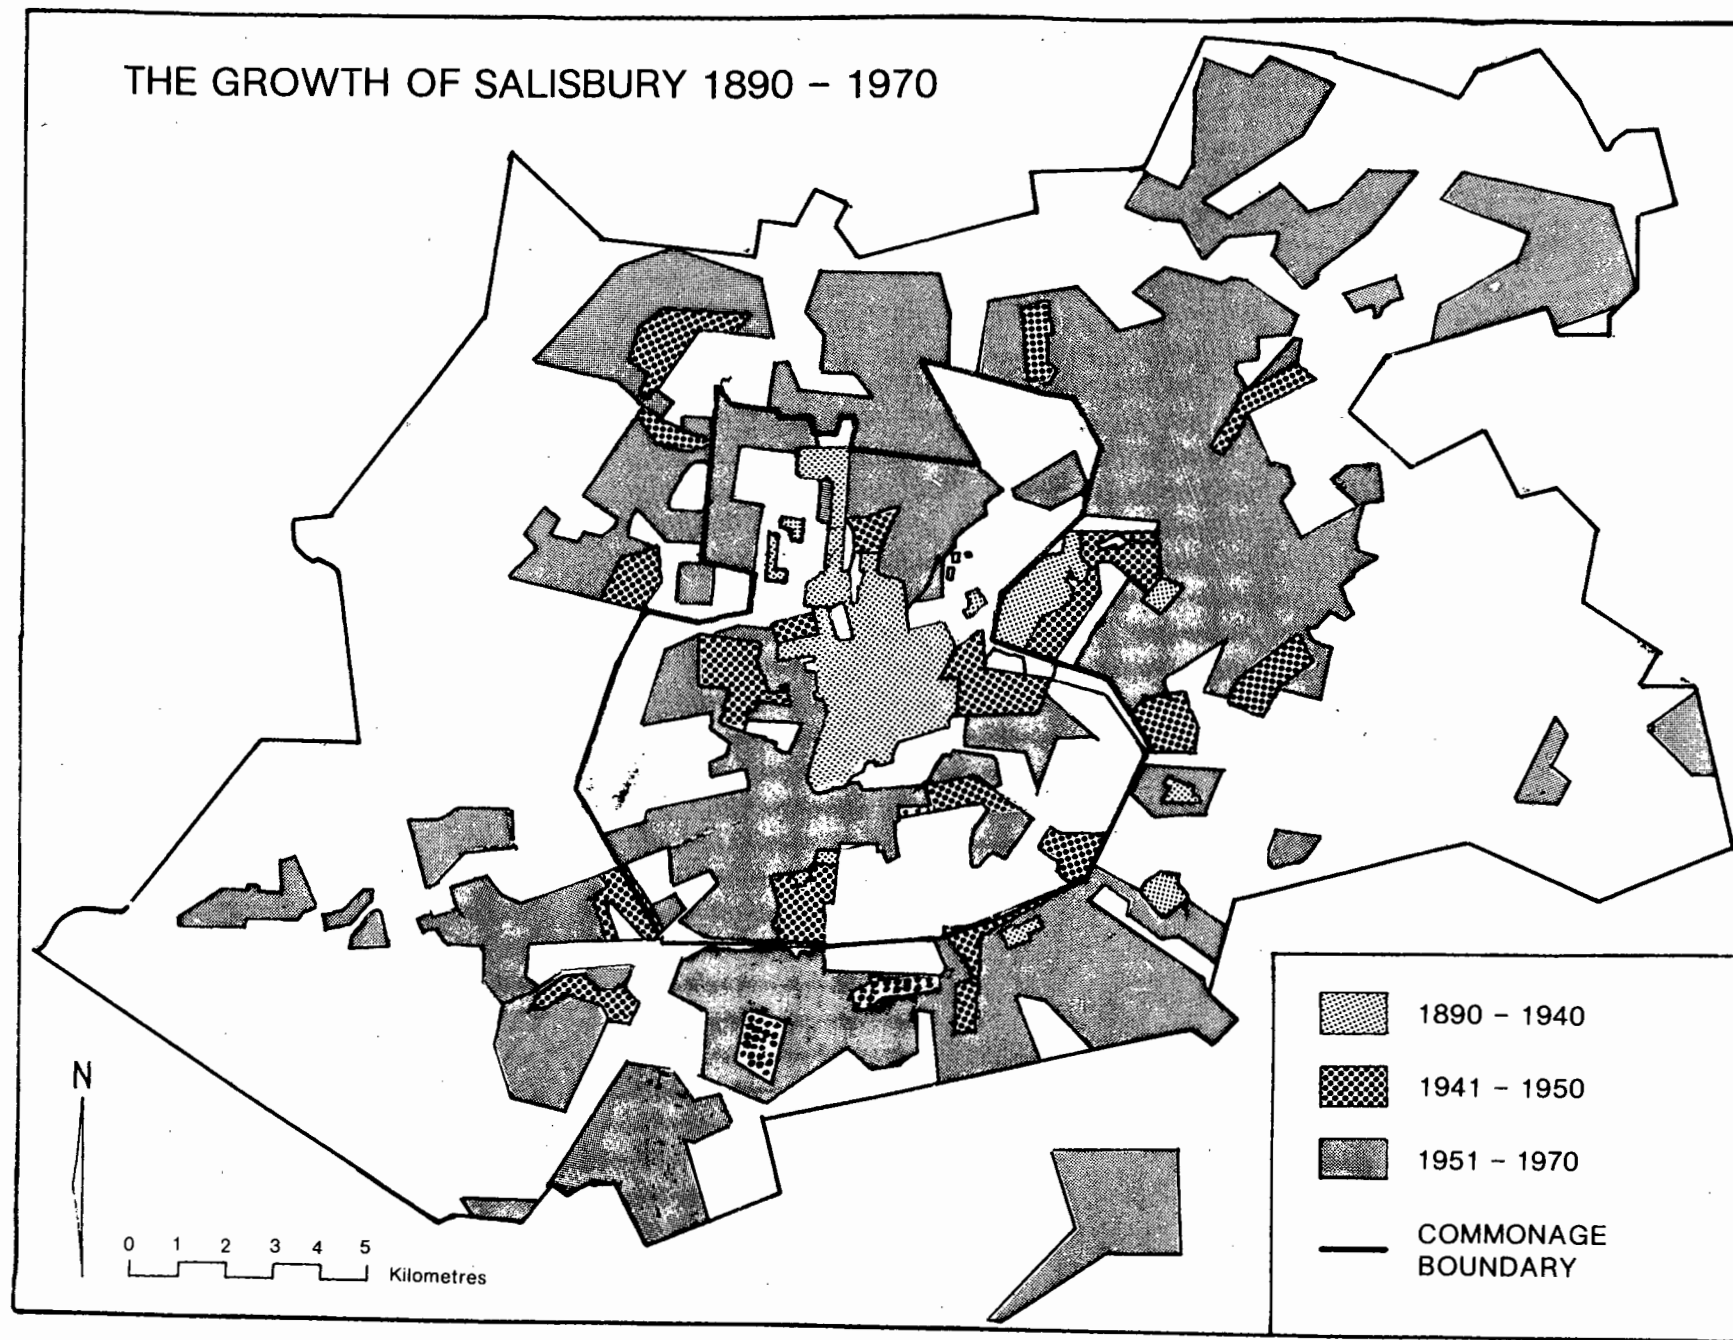 THE GROWTH OF SALISBURY 1890 – 1970
1890 – 1940
1941 – 1950
1951 – 1970
COMMONAGE
BOUNDARY
N
0 1 2 3 4 5
Kilometres